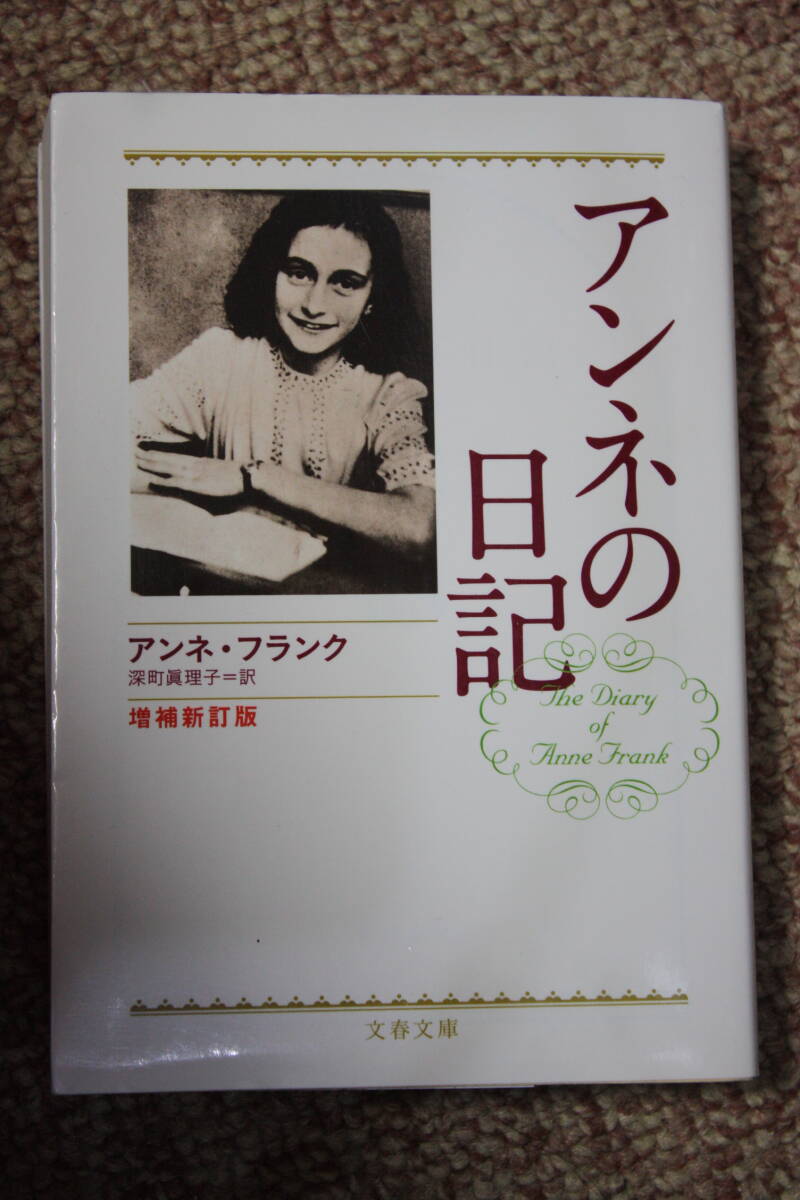 アンネの
日記
The Diary
of
Anne Frank
アンネ・フランク
深町眞理子=訳
増補新訂版
文春文庫